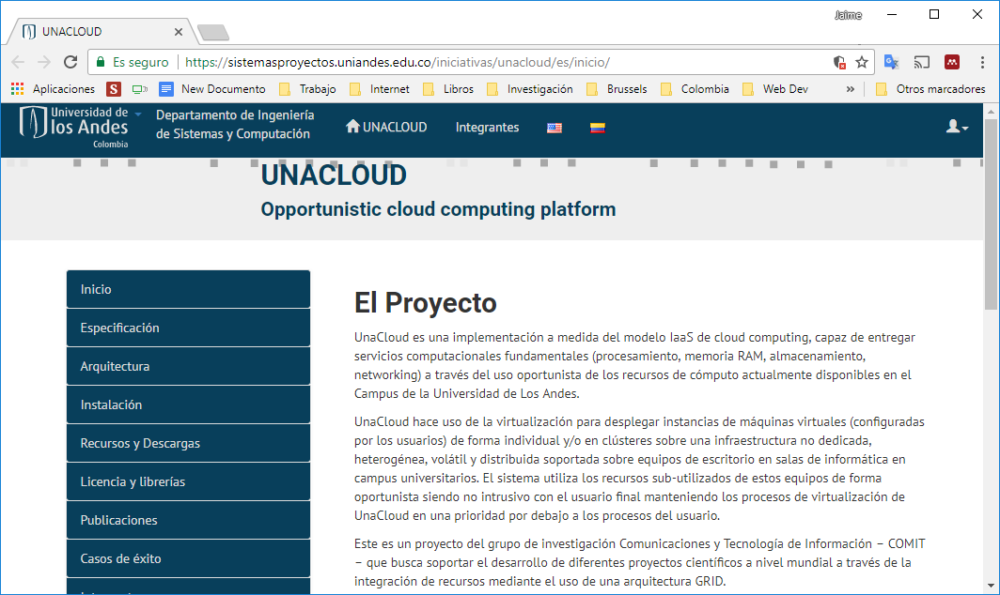 Jaime
UNACLOUD
Es seguro
https://sistemasproyectos.uniandes.edu.co/iniciativas/unacloud/es/inicio/
Aplicaciones S New Documento Trabajo Internet Libros Investigación Brussels Colombia Web Dev » Otros marcadores
Universidad de
los Andes
Colombia
Departamento de Ingeniería
de Sistemas y Computación
UNACLOUD Integrantes
UNACLOUD
Opportunistic cloud computing platform
Inicio
Especificación
Arquitectura
Instalación
Recursos y Descargas
Licencia y librerías
Publicaciones
Casos de éxito
El Proyecto
UnaCloud es una implementación a medida del modelo IaaS de cloud computing, capaz de entregar
servicios computacionales fundamentales (procesamiento, memoria RAM, almacenamiento,
networking) a través del uso oportunista de los recursos de cómputo actualmente disponibles en el
Campus de la Universidad de Los Andes.
UnaCloud hace uso de la virtualización para desplegar instancias de máquinas virtuales (configuradas
por los usuarios) de forma individual y/o en clústeres sobre una infraestructura no dedicada,
heterogénea, volátil y distribuida soportada sobre equipos de escritorio en salas de informática en
campus universitarios. El sistema utiliza los recursos sub-utilizados de estos equipos de forma
oportunista siendo no intrusivo con el usuario final manteniendo los procesos de virtualización de
UnaCloud en una prioridad por debajo a los procesos del usuario.
Este es un proyecto del grupo de investigación Comunicaciones y Tecnología de Información – COMIT
– que busca soportar el desarrollo de diferentes proyectos científicos a nivel mundial a través de la
integración de recursos mediante el uso de una arquitectura GRID.